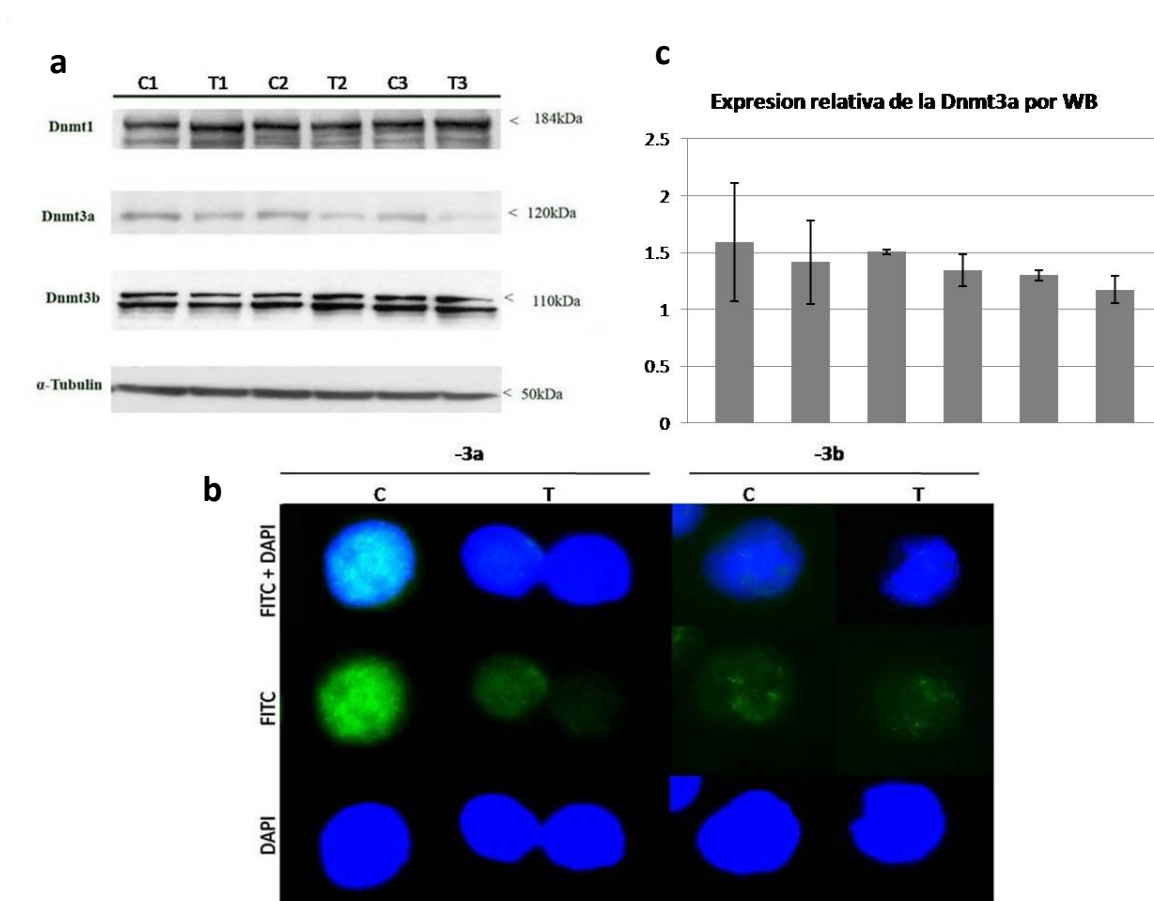 a
C1 T1 C2 T2 C3 T3
Dnmt1
< 184kDa
Dnmt3a
< 120kDa
Dnmt3b
< 110kDa
α-Tubulin
< 50kDa
c
Expresion relativa de la Dnmt3a por WB
2.5
2
1.5
1
0.5
0
b
-3a -3b
C T C T
FITC + DAPI
FITC
DAPI